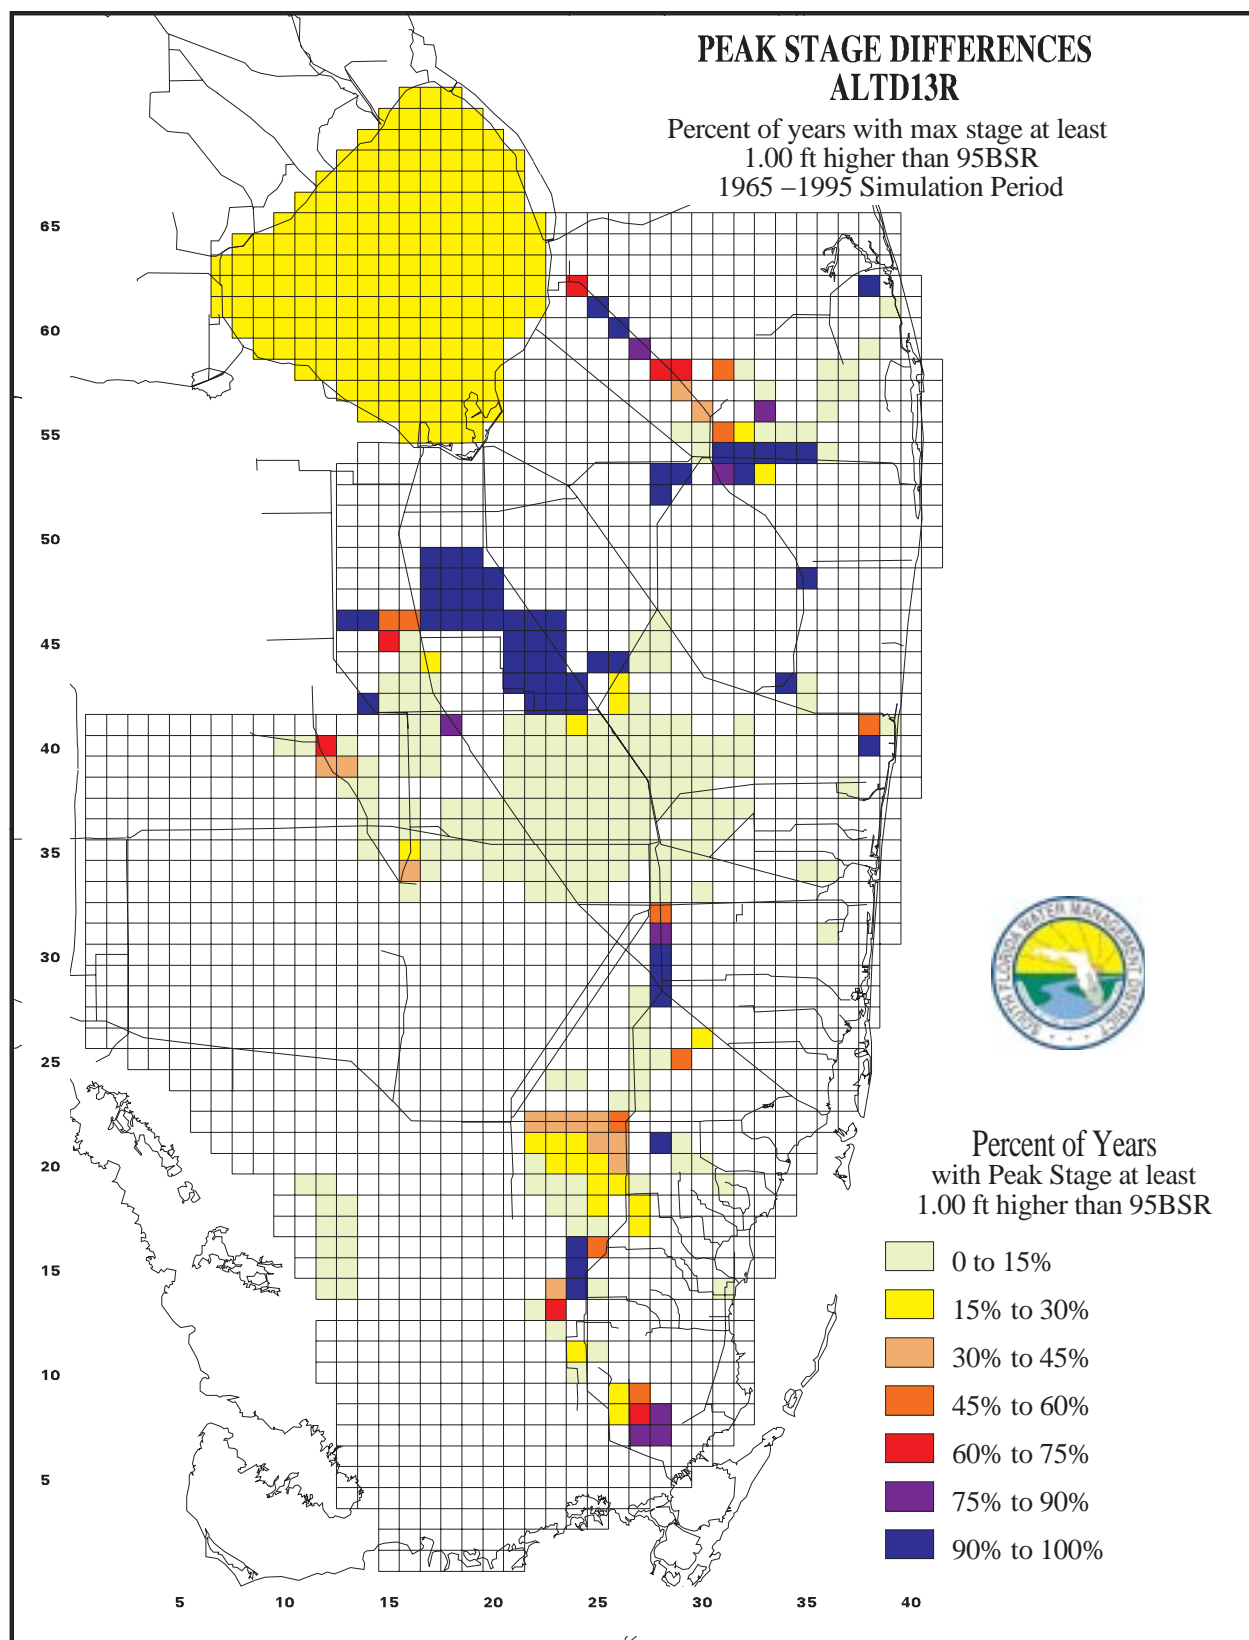 PEAK STAGE DIFFERENCES
ALTD13R
Percent of years with max stage at least
1.00 ft higher than 95BSR
1965 –1995 Simulation Period
65
60
55
50
45
40
35
30
25
20
15
10
5
5
10
15
20
25
30
35
40
SOUTH FLORIDA WATER MANAGEMENT DISTRICT
Percent of Years
with Peak Stage at least
1.00 ft higher than 95BSR
0 to 15%
15% to 30%
30% to 45%
45% to 60%
60% to 75%
75% to 90%
90% to 100%
“